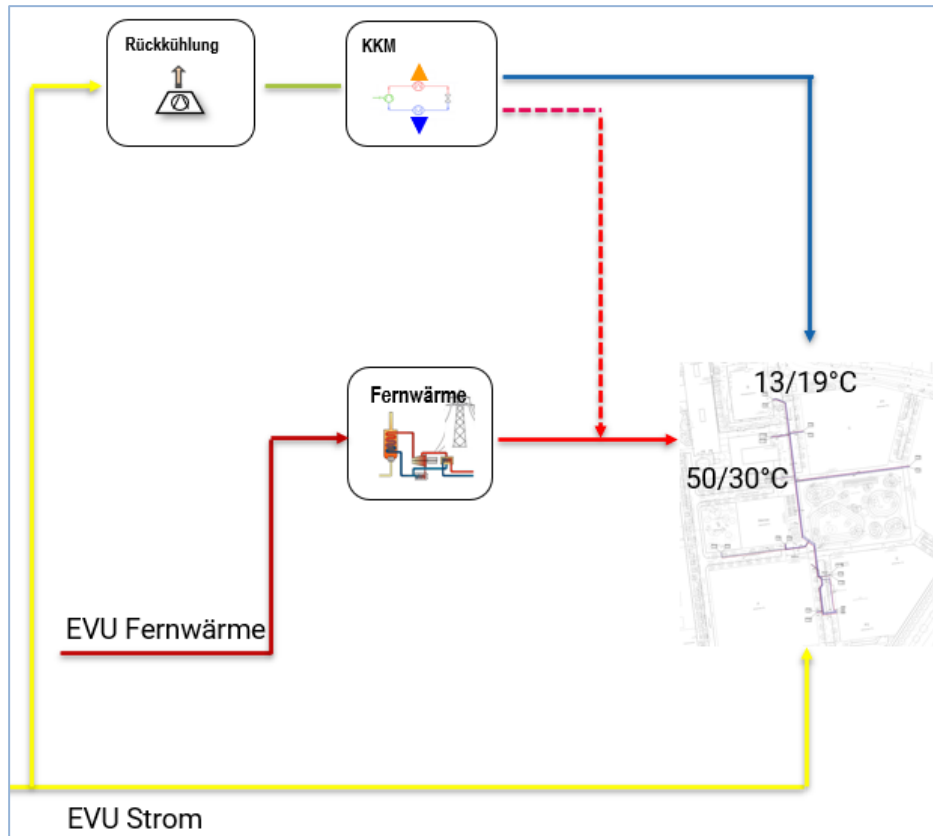 Rückkühlung
KKM
Fernwärme
13/19°C
50/30°C
EVU Fernwärme
EVU Strom